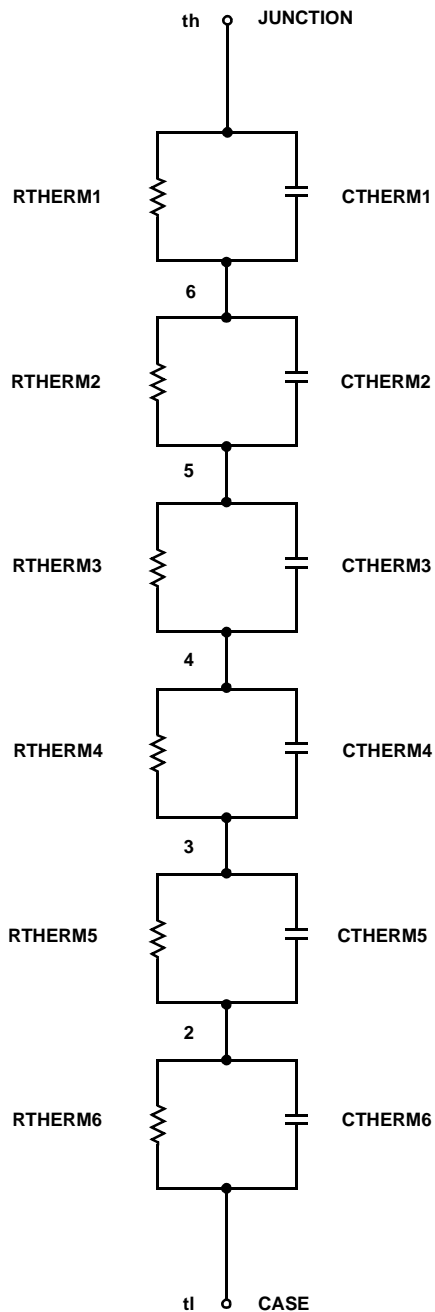 th JUNCTION
RTHERM1 CTHERM1
6
RTHERM2 CTHERM2
5
RTHERM3 CTHERM3
4
RTHERM4 CTHERM4
3
RTHERM5 CTHERM5
2
RTHERM6 CTHERM6
tl CASE